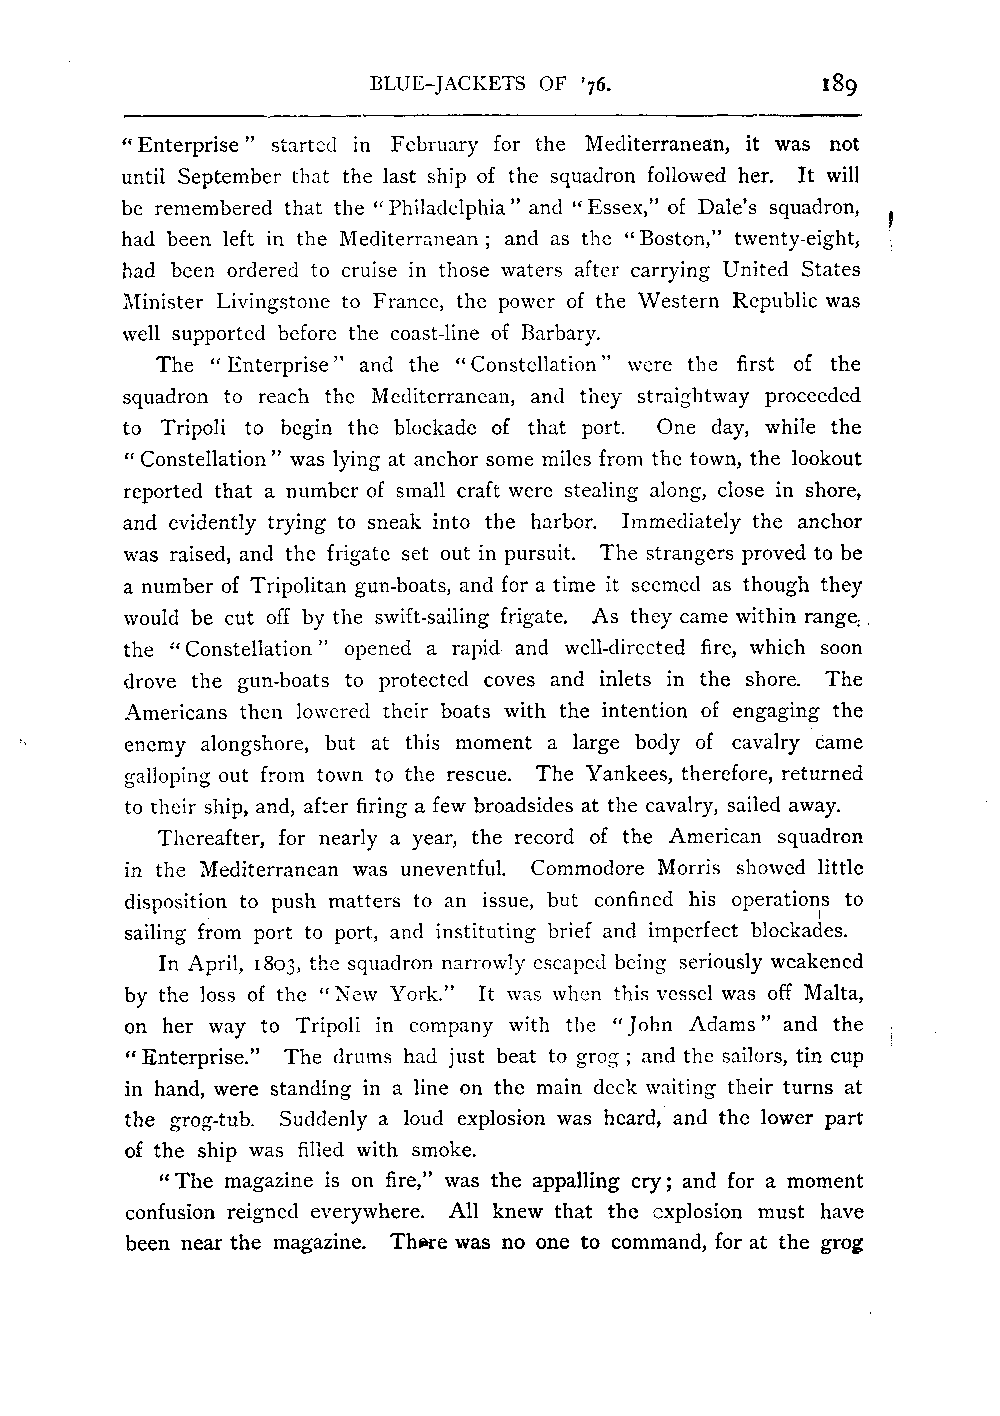 BLUE-JACKETS OF '76. 189
“Enterprise” started in February for the Mediterranean, it was not
until September that the last ship of the squadron followed her. It will
be remembered that the “Philadelphia” and “Essex,” of Dale's squadron,
had been left in the Mediterranean; and as the “Boston,” twenty-eight,
had been ordered to cruise in those waters after carrying United States
Minister Livingstone to France, the power of the Western Republic was
well supported before the coast-line of Barbary.
The “Enterprise” and the “Constellation” were the first of the
squadron to reach the Mediterranean, and they straightway proceeded
to Tripoli to begin the blockade of that port. One day, while the
“Constellation” was lying at anchor some miles from the town, the lookout
reported that a number of small craft were stealing along, close in shore,
and evidently trying to sneak into the harbor. Immediately the anchor
was raised, and the frigate set out in pursuit. The strangers proved to be
a number of Tripolitan gun-boats, and for a time it seemed as though they
would be cut off by the swift-sailing frigate. As they came within range,
the “Constellation” opened a rapid and well-directed fire, which soon
drove the gun-boats to protected coves and inlets in the shore. The
Americans then lowered their boats with the intention of engaging the
enemy alongshore, but at this moment a large body of cavalry came
galloping out from town to the rescue. The Yankees, therefore, returned
to their ship, and, after firing a few broadsides at the cavalry, sailed away.
Thereafter, for nearly a year, the record of the American squadron
in the Mediterranean was uneventful. Commodore Morris showed little
disposition to push matters to an issue, but confined his operations to
sailing from port to port, and instituting brief and imperfect blockades.
In April, 1803, the squadron narrowly escaped being seriously weakened
by the loss of the “New York.” It was when this vessel was off Malta,
on her way to Tripoli in company with the “John Adams” and the
“Enterprise.” The drums had just beat to grog; and the sailors, tin cup
in hand, were standing in a line on the main deck waiting their turns at
the grog-tub. Suddenly a loud explosion was heard, and the lower part
of the ship was filled with smoke.
“The magazine is on fire,” was the appalling cry; and for a moment
confusion reigned everywhere. All knew that the explosion must have
been near the magazine. There was no one to command, for at the grog